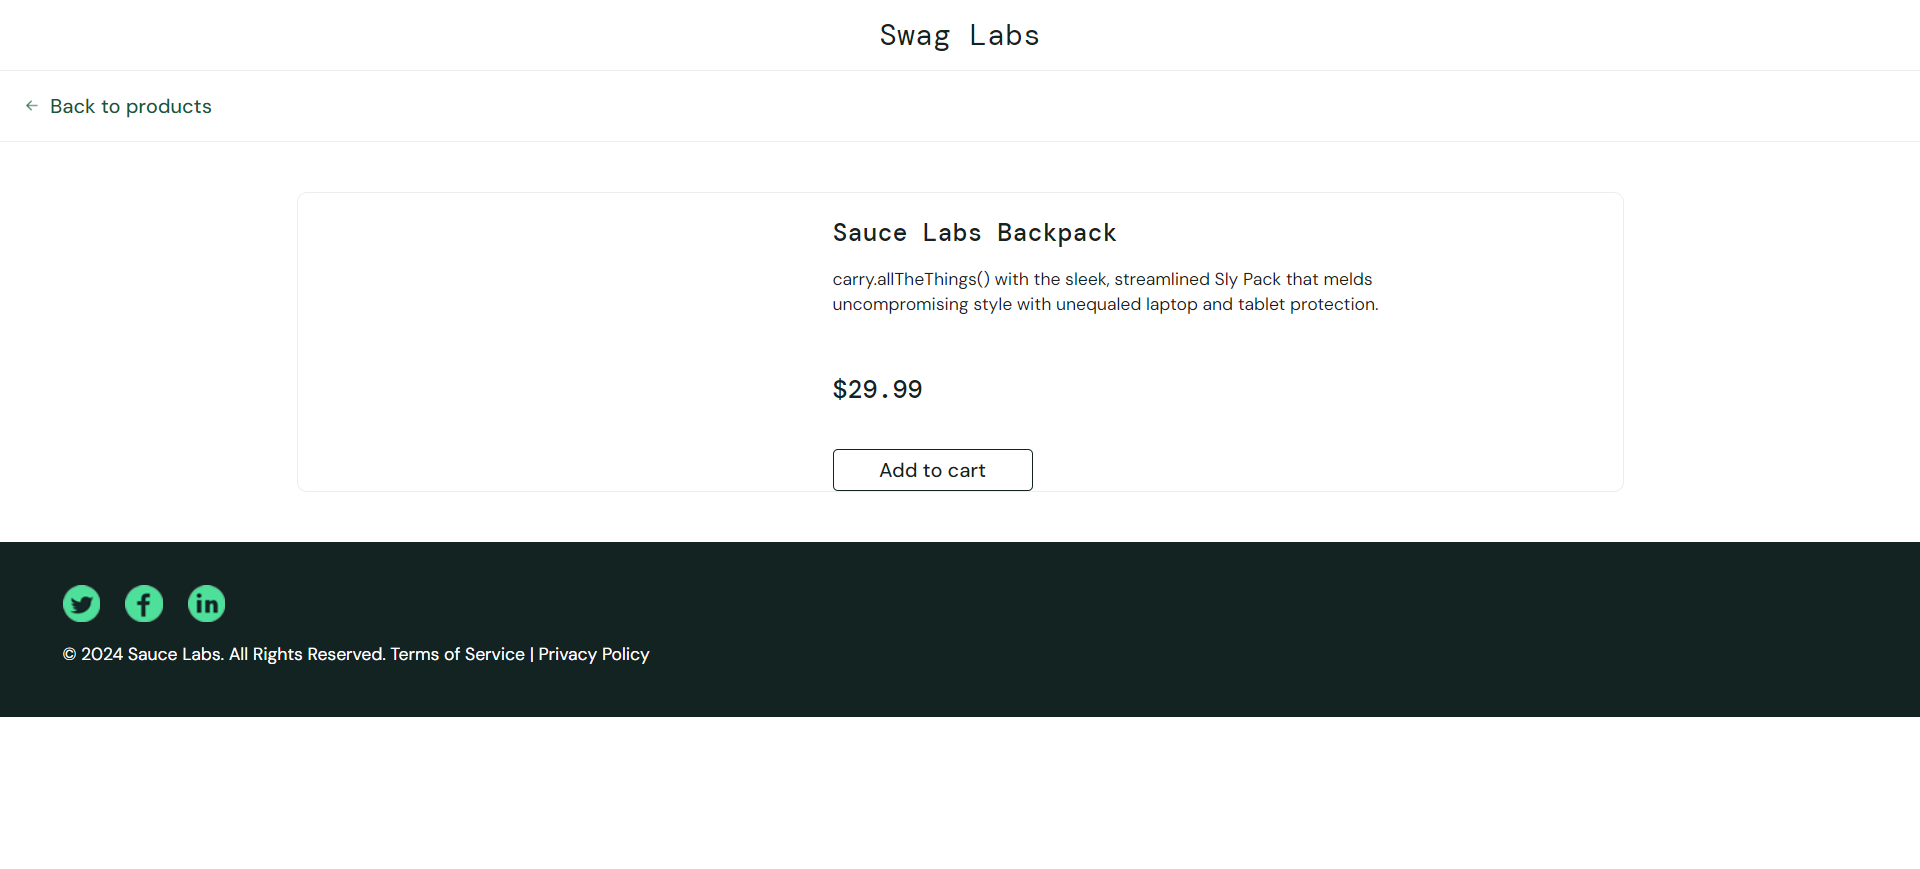 Swag Labs
Back to products
Sauce Labs Backpack
carry.allTheThings() with the sleek, streamlined Sly Pack that melds
uncompromising style with unequaled laptop and tablet protection.
$29.99
Add to cart
© 2024 Sauce Labs. All Rights Reserved. Terms of Service | Privacy Policy